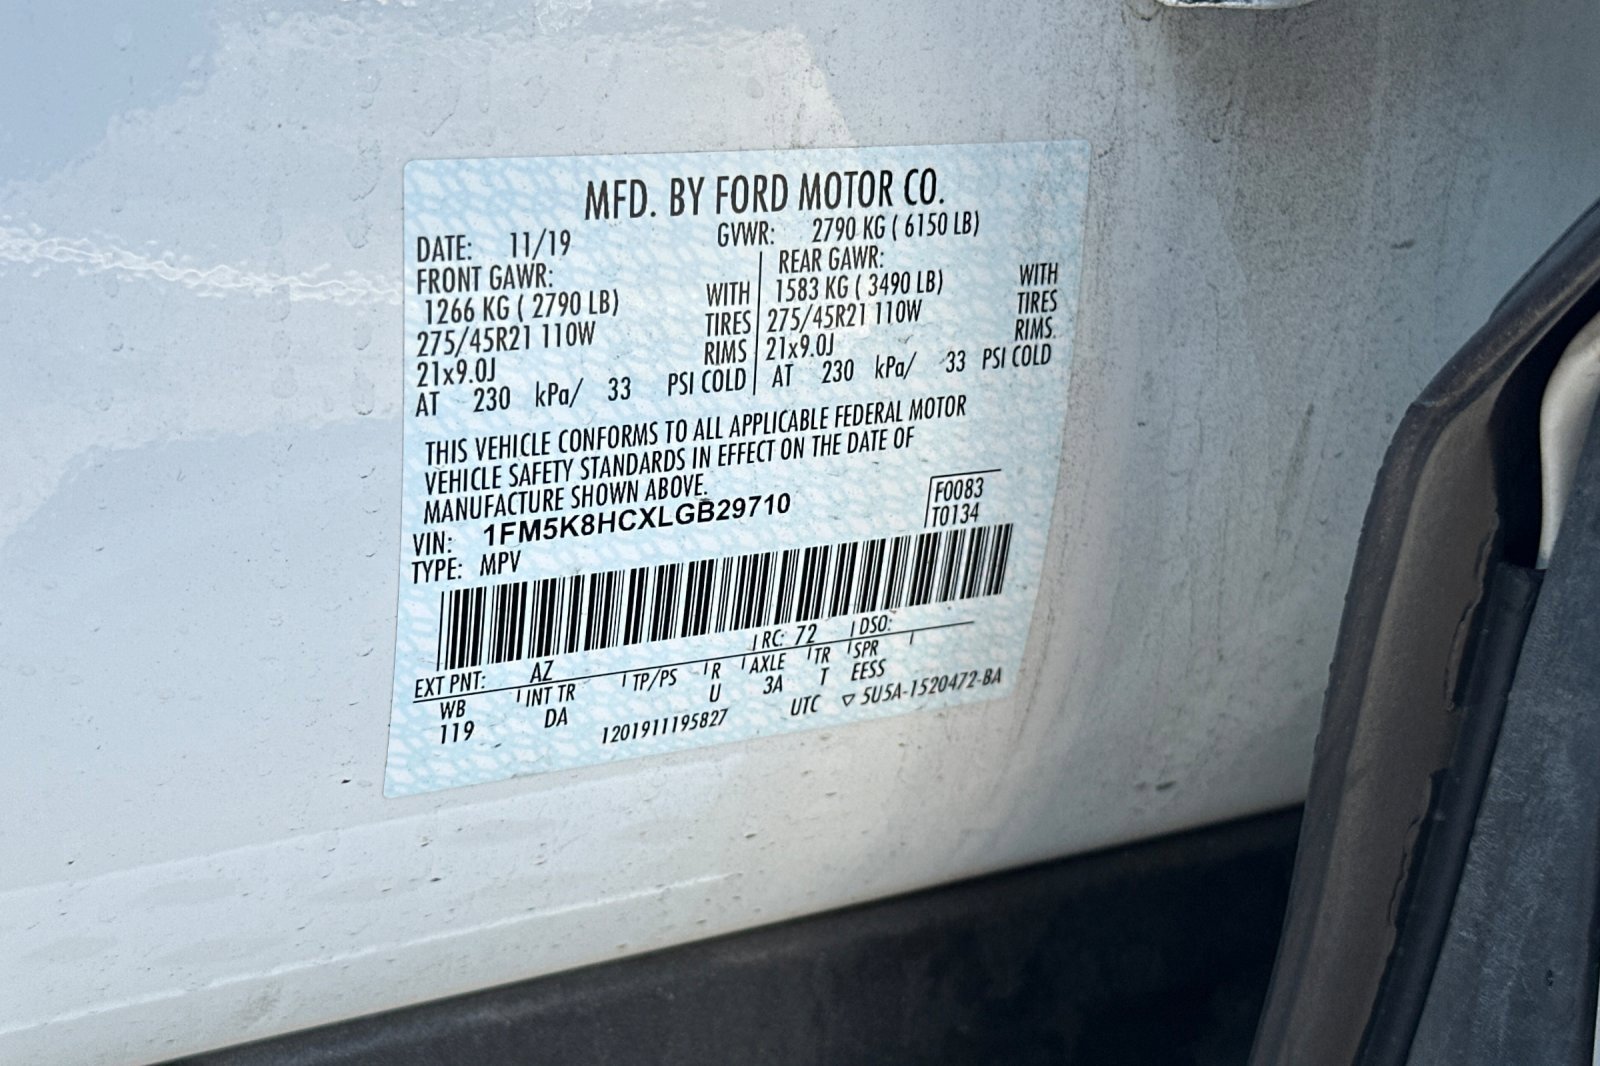 MFD. BY FORD MOTOR CO.
DATE: 11/19 GVWR: 2790 KG ( 6150 LB)
FRONT GAWR: REAR GAWR:
1266 KG ( 2790 LB) WITH 1583 KG ( 3490 LB) WITH
275/45R21 110W TIRES 275/45R21 110W TIRES
21x9.0J RIMS 21x9.0J RIMS.
AT 230 kPa/ 33 PSI COLD AT 230 kPa/ 33 PSI COLD
THIS VEHICLE CONFORMS TO ALL APPLICABLE FEDERAL MOTOR
VEHICLE SAFETY STANDARDS IN EFFECT ON THE DATE OF
MANUFACTURE SHOWN ABOVE.
VIN: 1FM5K8HCXLGB29710 F0083
TYPE: MPV T0134
EXT PNT: AZ RC: 72 DSO:
WB INT TR TP/PS R AXLE TR SPR
119 DA U 3A T EESS
1201911195827 UTC ▽ 5U5A-1520472-BA